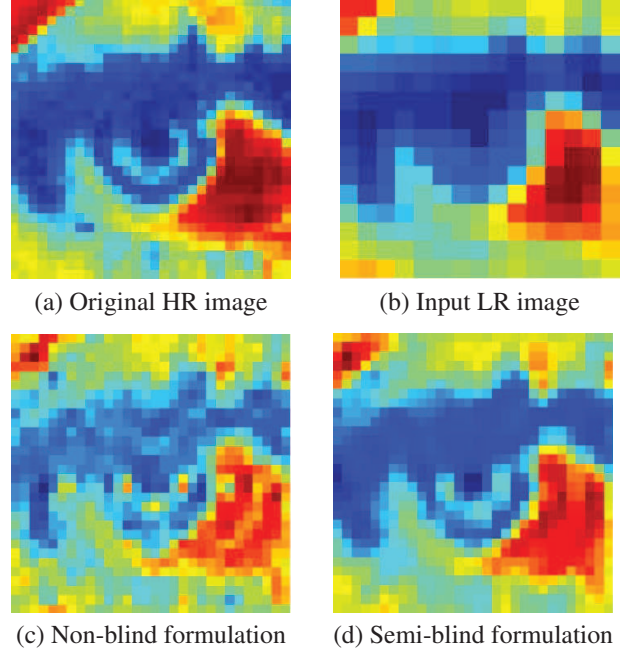 (a) Original HR image
(b) Input LR image
(c) Non-blind formulation
(d) Semi-blind formulation